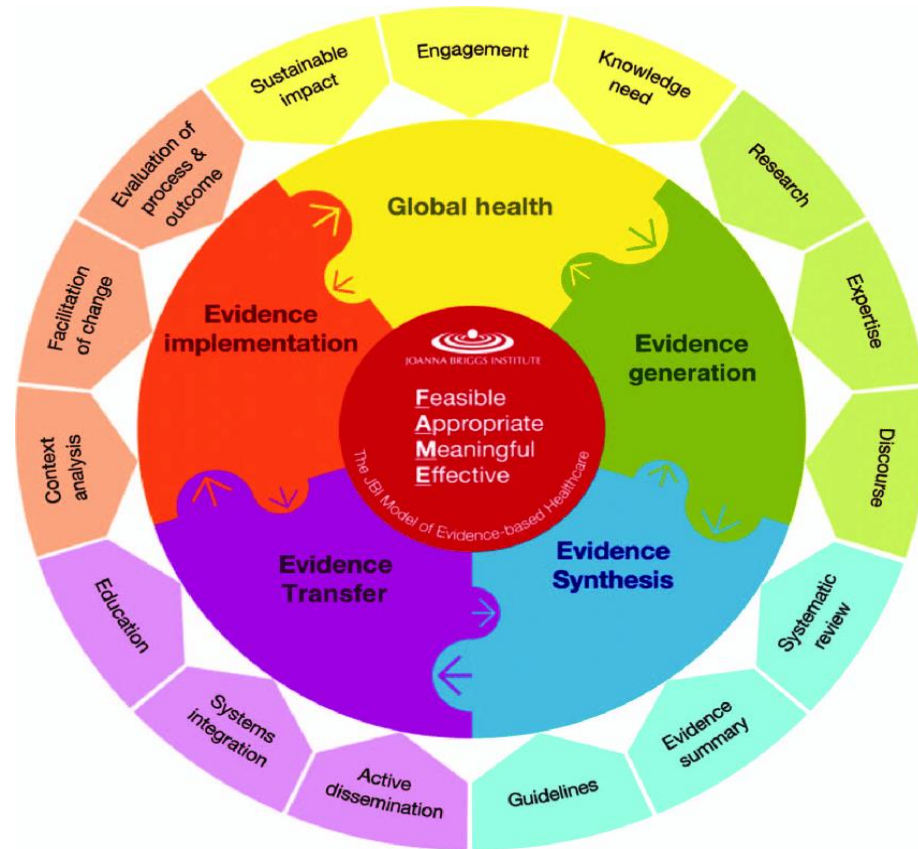 Sustainable
impact
Engagement
Knowledge
need
Research
Expertise
Discourse
Systematic
review
Evidence
summary
Guidelines
Active
dissemination
Systems
integration
Education
Context
analysis
Facilitation
of change
Evaluation of
process &
outcome
Global health
Evidence
generation
Evidence
Synthesis
Evidence
Transfer
Evidence
implementation
JOANNA BRIGGS INSTITUTE
Feasible
Appropriate
Meaningful
Effective
The JBI Model of Evidence-based Healthcare